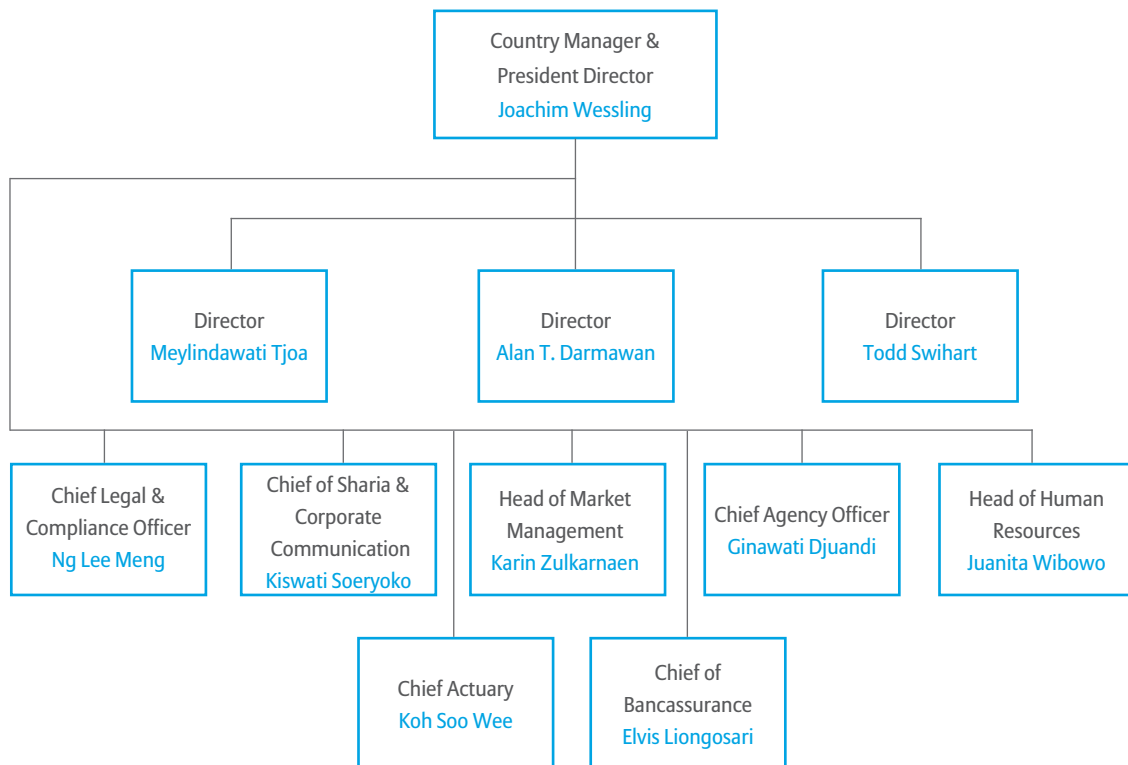 Country Manager &
President Director
Joachim Wessling
Director
Meylindawati Tjoa
Director
Alan T. Darmawan
Director
Todd Swihart
Chief Legal &
Compliance Officer
Ng Lee Meng
Chief of Sharia &
Corporate
Communication
Kiswati Soeryoko
Head of Market
Management
Karin Zulkarnaen
Chief Agency Officer
Ginawati Djuandi
Head of Human
Resources
Juanita Wibowo
Chief Actuary
Koh Soo Wee
Chief of
Bancassurance
Elvis Liongosari